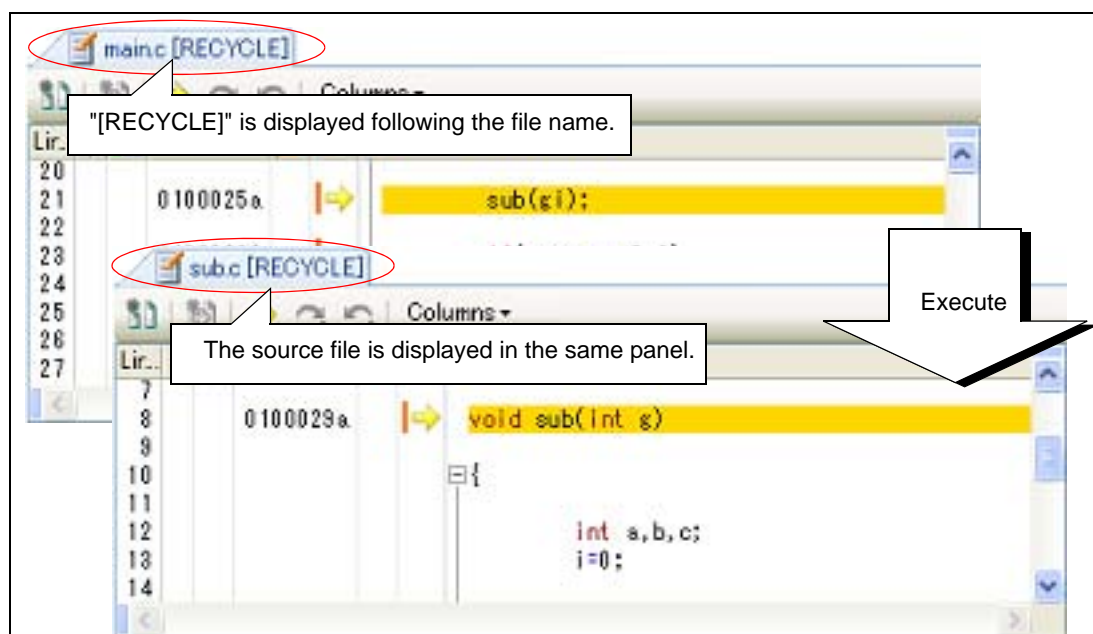 main.c [RECYCLE]
Columns
"[RECYCLE]" is displayed following the file name.
Lir...
20
21 0100025a sub(gi);
22
23
24
25
26
27
sub.c [RECYCLE]
Columns
Execute
The source file is displayed in the same panel.
Lir...
7
8 0100029a void sub(int g)
9
10 {
11
12 int a,b,c;
13 i=0;
14